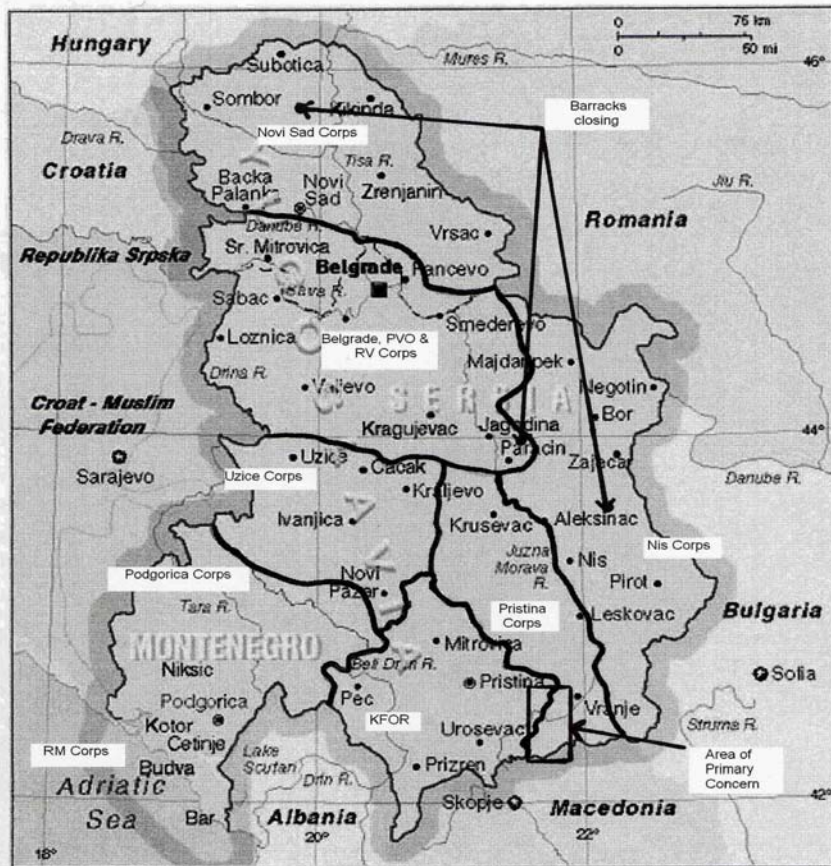 0 75 km
0 50 mi
Hungary
46°
Subotica
Mures R.
Sombor
Kikinda
Barracks
closing
Drava R.
Novi Sad Corps
Croatia
Tisa R.
Backa
Palanka
Novi
Sad
Zrenjanin
Jiu R.
Romania
Danube R.
Vrsac
Republika Srpska
Sr. Mitrovica
Belgrade
Pancevo
Sabac
Sava R.
Smederevo
Loznica
Belgrade, PVO &
RV Corps
Majdanpek
Drina R.
Negotin
Valjevo
SERBIA
Bor
Croat - Muslim
Federation
Kragujevac
Jagodina
44°
Paracin
Zajecar
Sarajevo
Uzice
Uzice Corps
Cacak
Danube R.
Kraljevo
Ivanjica
Krusevac
Aleksinac
Nis Corps
Juzna
Morava
R.
Nis
Podgorica Corps
Novi
Pazar
Pirot
Tara R.
Pristina
Corps
Leskovac
Bulgaria
MONTENEGRO
Mitrovica
Beli Drin R.
Sofia
Niksic
Pristina
Pec
Vranje
Podgorica
KFOR
Struma R.
Kotor
Urosevac
Cetinje
RM Corps
Lake
Scutari
Area of
Primary
Concern
Budva
Prizren
Adriatic
Sea
Drin R.
42°
Skopje
Bar
Albania
Macedonia
18°
20°
22°
YUGOSLAVIA